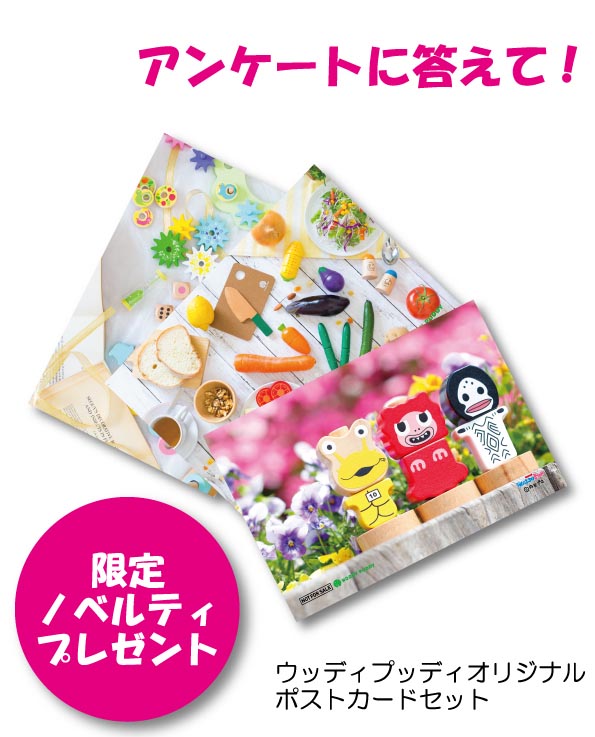 アンケートに答えて！
限定
ノベルティ
プレゼント
10
NOT FOR SALE
ウッディプッディオリジナル
ポストカードセット